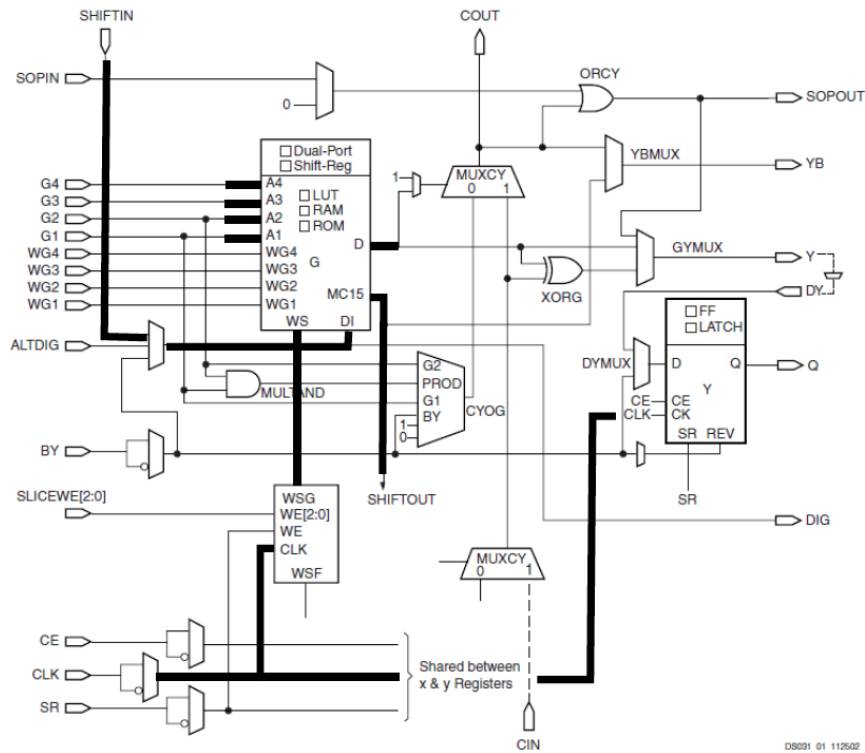 SHIFTIN
COUT
SOPIN
0
ORCY
SOPOUT
Dual-Port
Shift-Reg
YBMUX
YB
1
MUXCY
0 1
G4
A4
G3
A3
LUT
G2
A2
RAM
G1
A1
ROM
D
WG4
WG4
G
GYMUX
Y
WG3
WG3
WG2
WG2
MC15
XORG
DY
WG1
WG1
WS
DI
FF
LATCH
ALTDIG
G2
DYMUX
D
Q
Q
PROD
MULTAND
G1
CYOG
Y
CE
CE
BY
CLK
CK
1
0
SR REV
BY
SHIFTOUT
SR
SLICEWE[2:0]
WSG
WE[2:0]
WE
CLK
WSF
DIG
MUXCY
0 1
CE
CLK
Shared between
x & y Registers
SR
CIN
DS031_01_112502